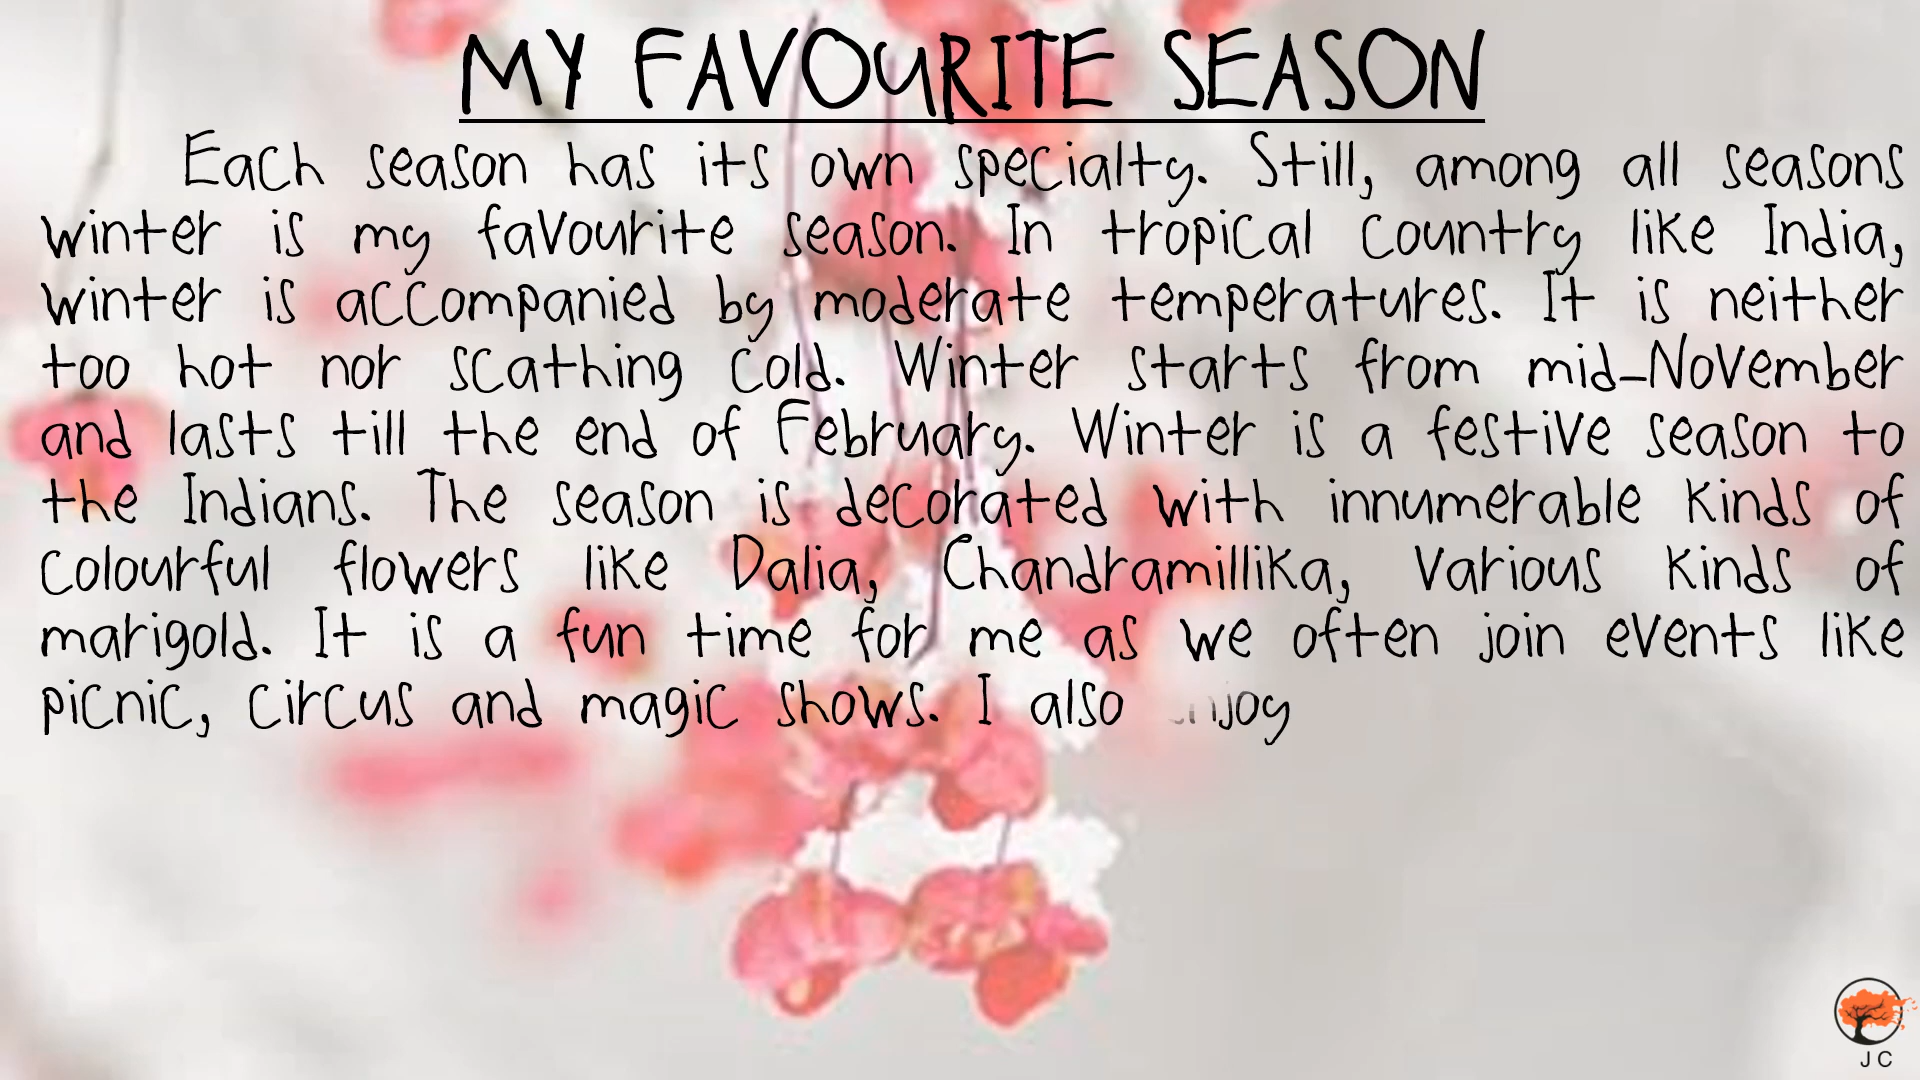 MY FAVOURITE SEASON
Each season has its own specialty. Still, among all seasons
winter is my favourite season. In tropical country like India,
winter is accompanied by moderate temperatures. It is neither
too hot nor scathing cold. Winter starts from mid-November
and lasts till the end of February. Winter is a festive season to
the Indians. The season is decorated with innumerable kinds of
colourful flowers like Dalia, Chandramillika, various kinds of
marigold. It is a fun time for me as we often join events like
picnic, circus and magic shows. I also enjoy
J C